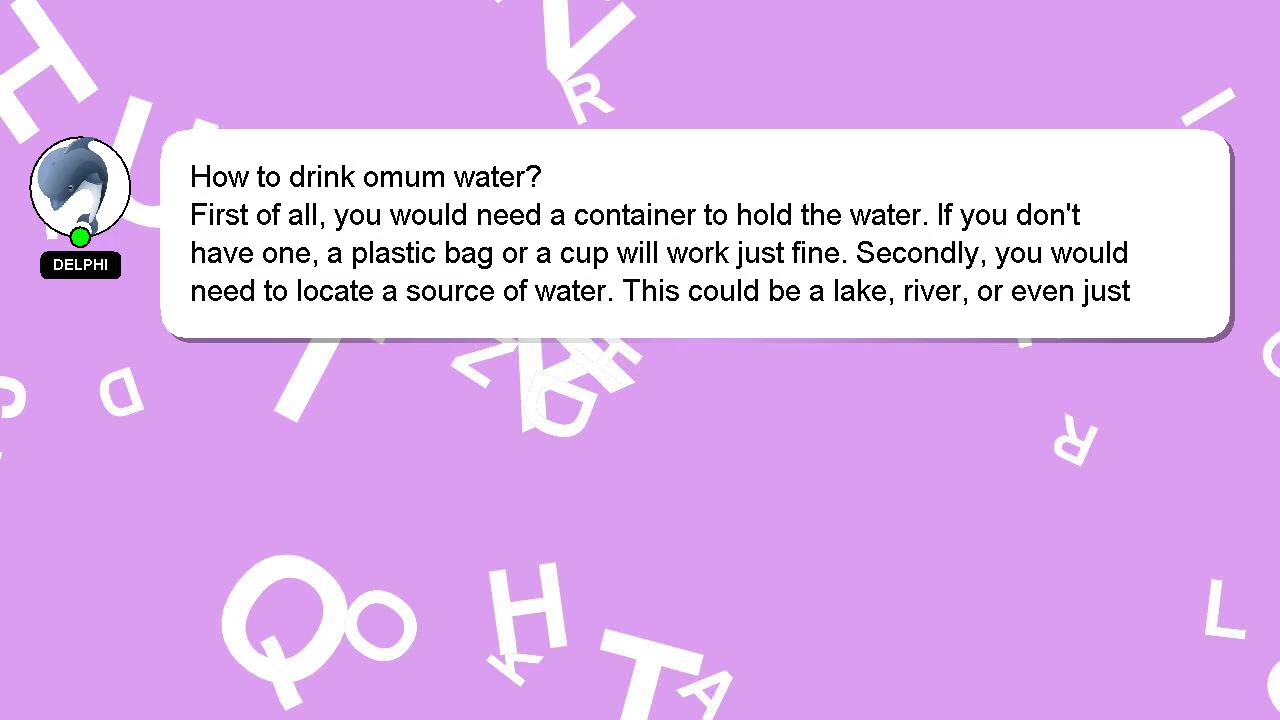 How to drink omum water?
First of all, you would need a container to hold the water. If you don't
have one, a plastic bag or a cup will work just fine. Secondly, you would
need to locate a source of water. This could be a lake, river, or even just
DELPHI